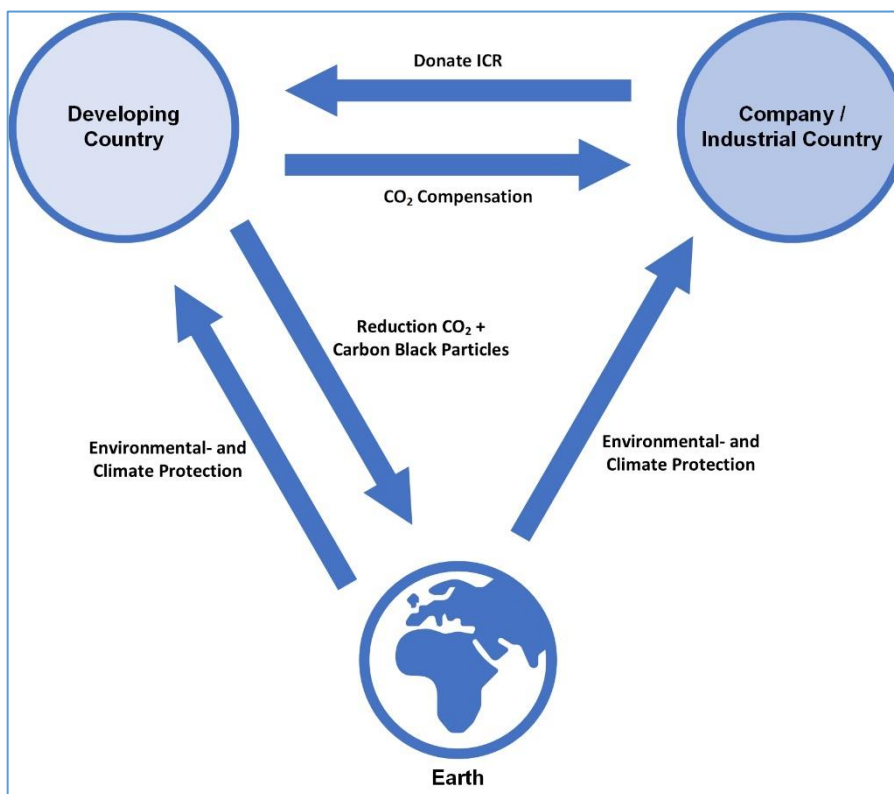 Donate ICR
Developing
Country
Company /
Industrial Country
CO₂ Compensation
Reduction CO₂ +
Carbon Black Particles
Environmental- and
Climate Protection
Environmental- and
Climate Protection
Earth